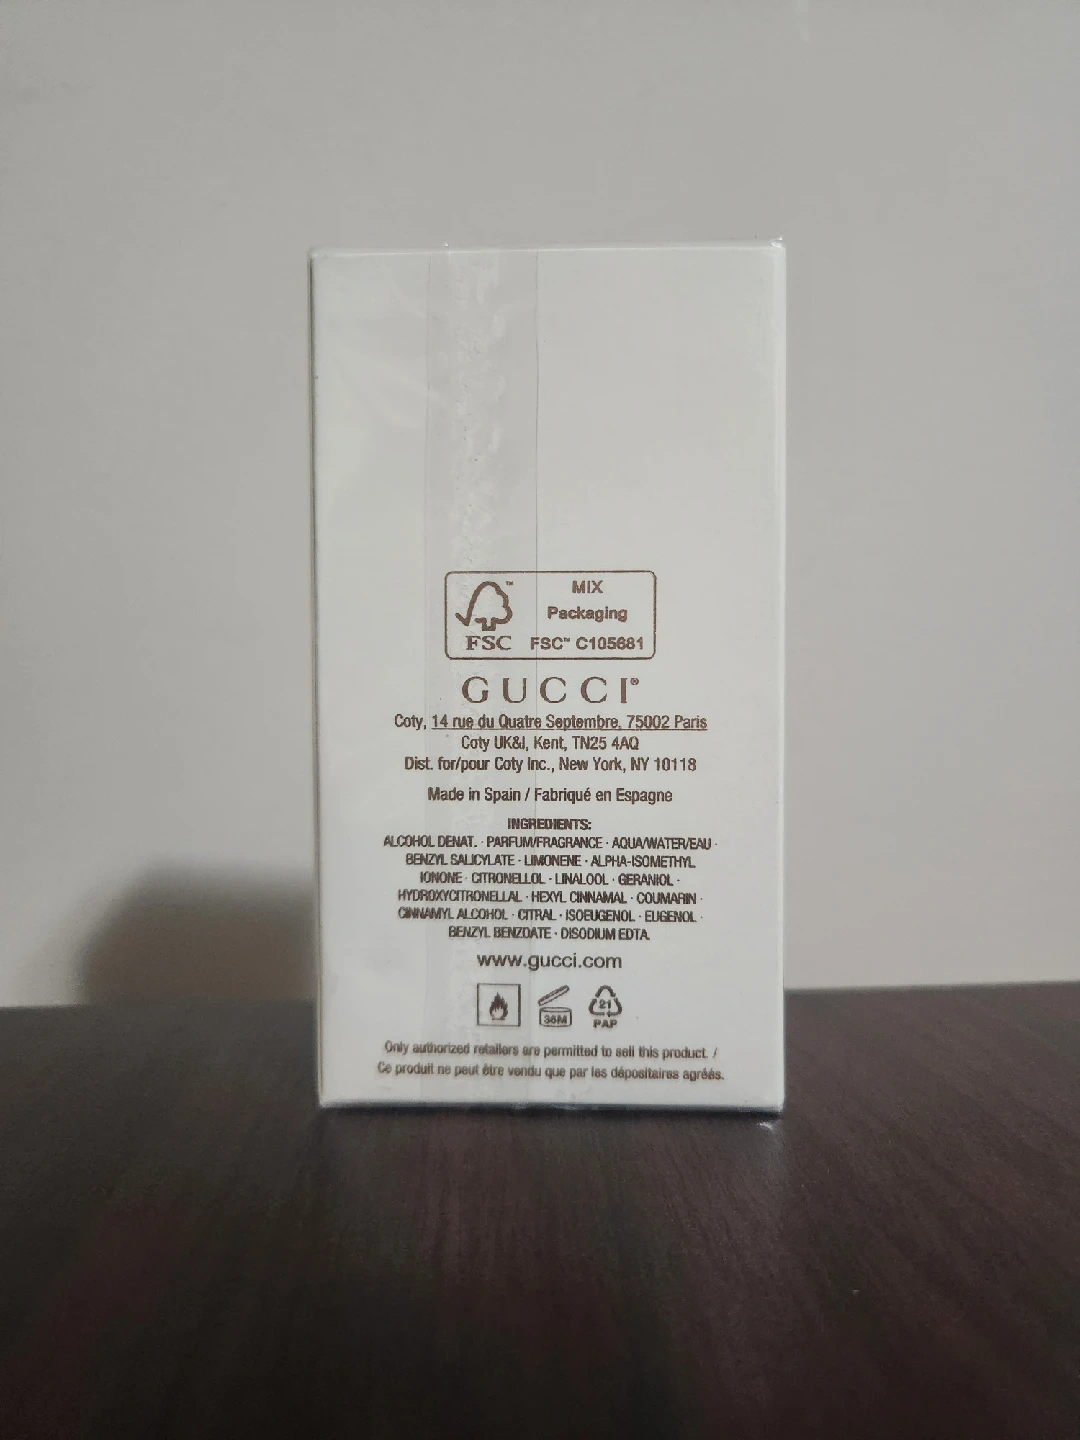 MIX
Packaging
FSC™ C105681
FSC
GUCCI®
Coty, 14 rue du Quatre Septembre, 75002 Paris
Coty UK&I, Kent, TN25 4AQ
Dist. for/pour Coty Inc., New York, NY 10118
Made in Spain / Fabriqué en Espagne
INGREDIENTS:
ALCOHOL DENAT. · PARFUM/FRAGRANCE · AQUA/WATER/EAU ·
BENZYL SALICYLATE · LIMONENE · ALPHA-ISOMETHYL
IONONE · CITRONELLOL · LINALOOL · GERANIOL ·
HYDROXYCITRONELLAL · HEXYL CINNAMAL · COUMARIN ·
CINNAMYL ALCOHOL · CITRAL · ISOEUGENOL · EUGENOL ·
BENZYL BENZOATE · DISODIUM EDTA.
www.gucci.com
36M
21
PAP
Only authorized retailers are permitted to sell this product. /
Ce produit ne peut être vendu que par les dépositaires agréés.